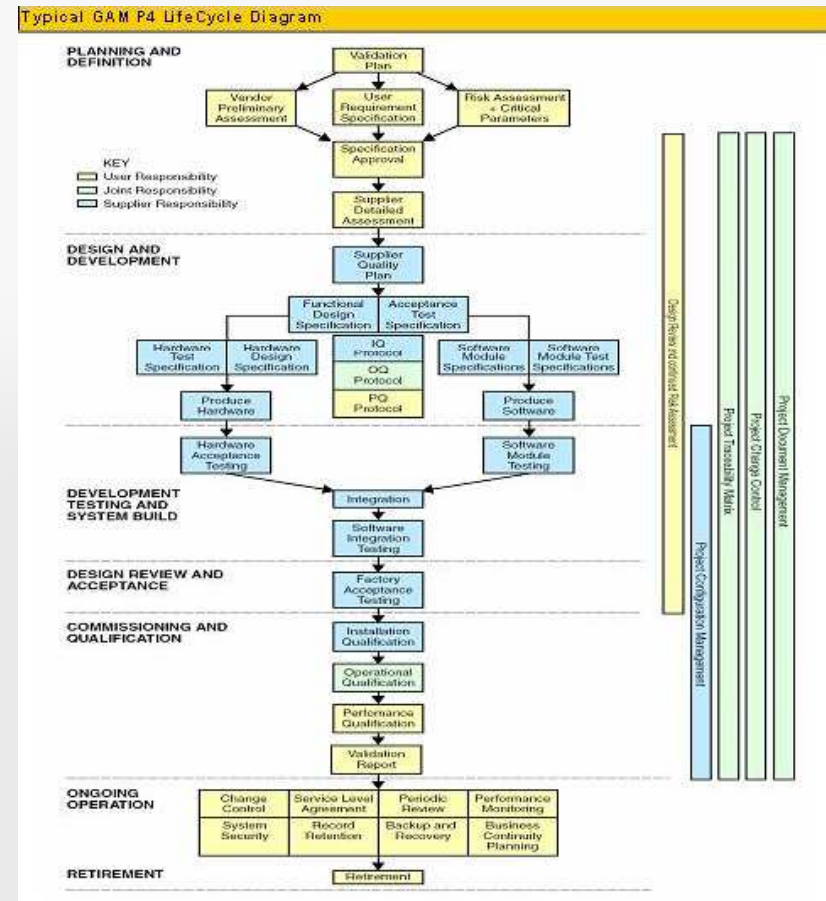 Typical GAM P4 LifeCycle Diagram
PLANNING AND
DEFINITION
Validation
Plan
Vendor
Preliminary
Assessment
User
Requirement
Specification
Risk Assessment
+ Critical
Parameters
Specification
Approval
KEY
User Responsibility
Joint Responsibility
Supplier Responsibility
Supplier
Detailed
Assessment
DESIGN AND
DEVELOPMENT
Supplier
Quality
Plan
Functional
Design
Specification
Acceptance
Test
Specification
Hardware
Test
Specification
Hardware
Design
Specification
IQ
Protocol
OQ
Protocol
PQ
Protocol
Software
Module
Specifications
Software
Module Test
Specifications
Produce
Hardware
Produce
Software
Hardware
Acceptance
Testing
Software
Module
Testing
DEVELOPMENT
TESTING AND
SYSTEM BUILD
Integration
Software
Integration
Testing
DESIGN REVIEW AND
ACCEPTANCE
Factory
Acceptance
Testing
COMMISSIONING AND
QUALIFICATION
Installation
Qualification
Operational
Qualification
Perfomance
Qualification
Validation
Report
ONGOING
OPERATION
Change
Control
Service Level
Agreement
Periodic
Review
Performance
Monitoring
System
Security
Record
Retention
Backup and
Recovery
Business
Continuity
Planning
RETIREMENT
Retirement
Design Review and continued Risk Assessment
Project Configuration Management
Project Traceability Matrix
Project Change Control
Project Document Management